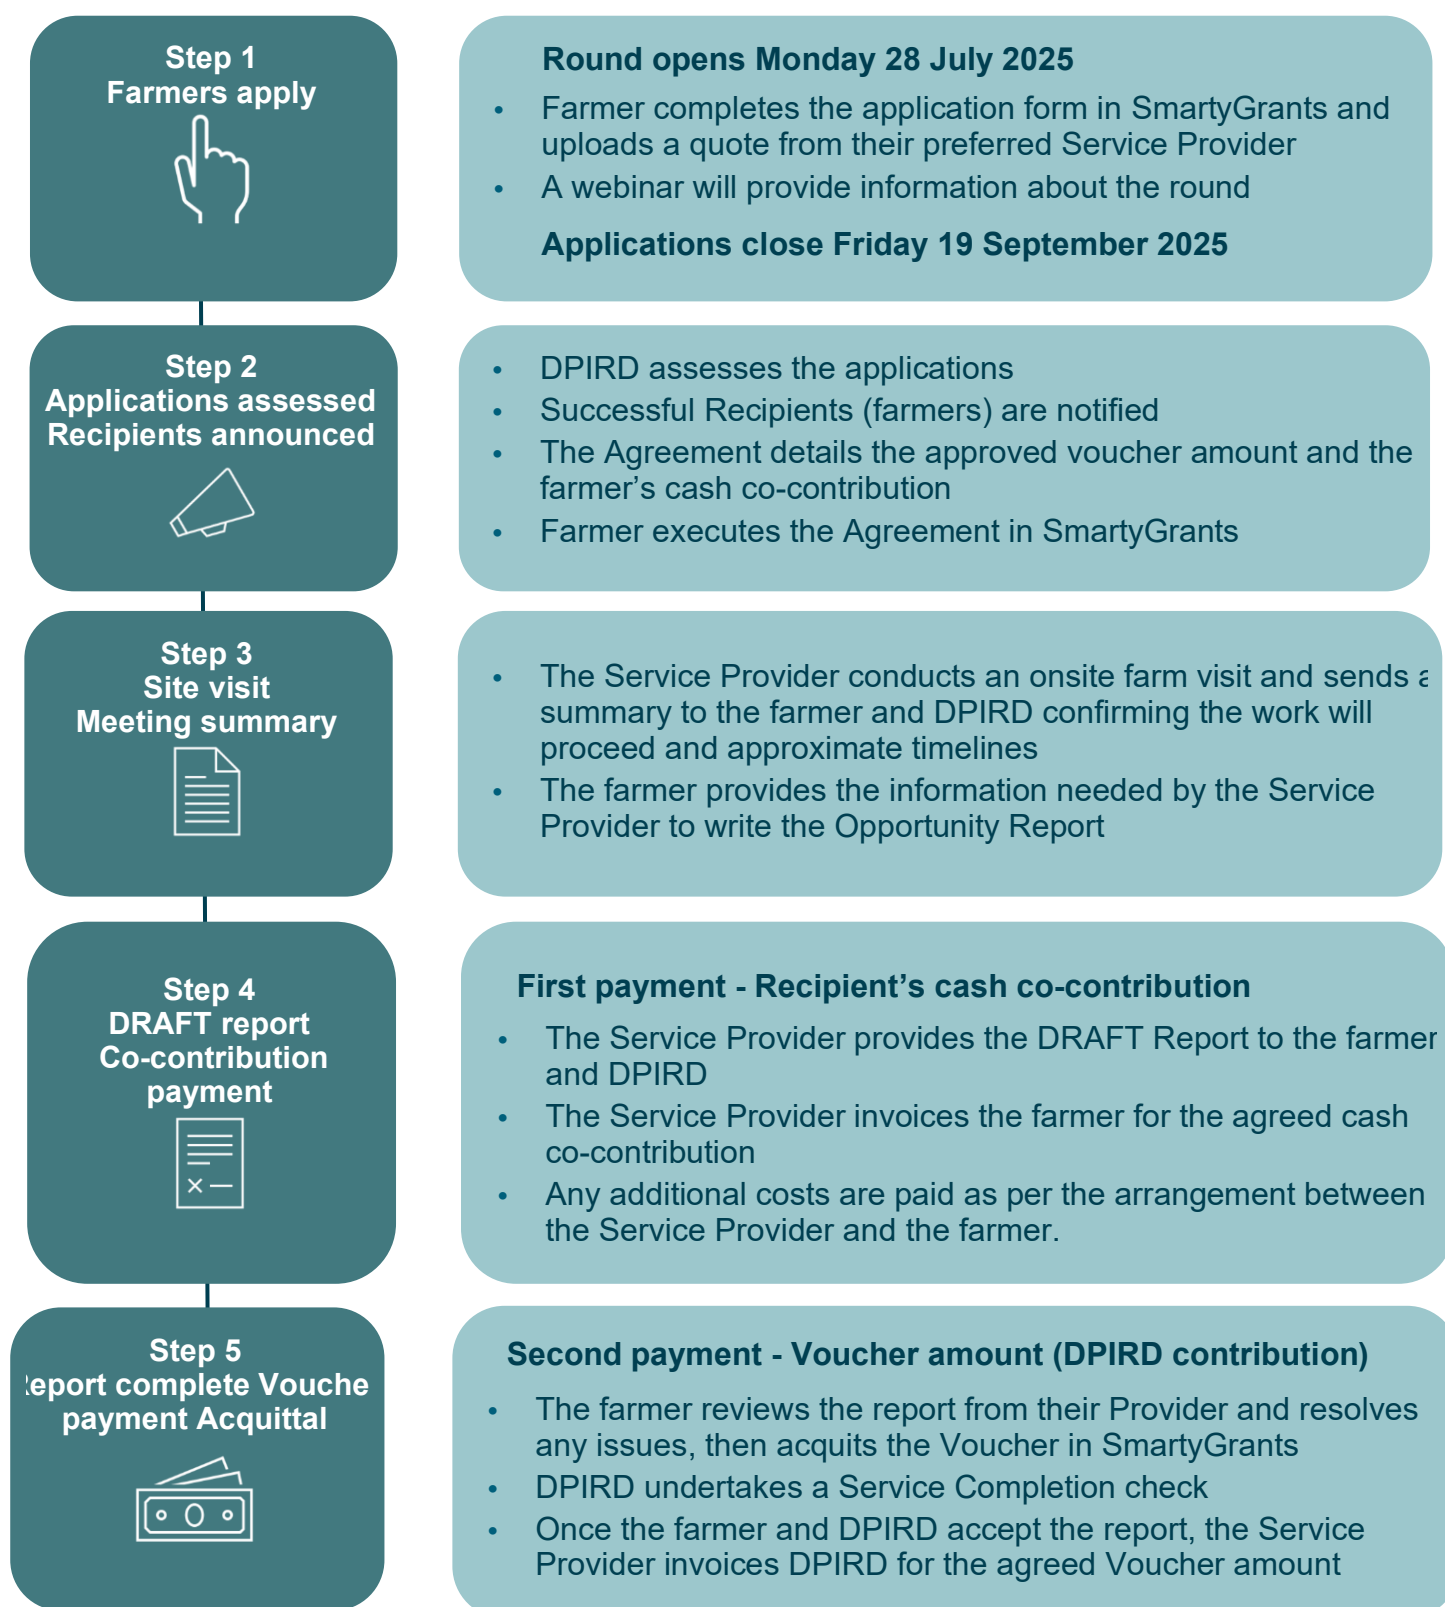 Step 1
Farmers apply
Round opens Monday 28 July 2025
• Farmer completes the application form in SmartyGrants and
uploads a quote from their preferred Service Provider
• A webinar will provide information about the round
Applications close Friday 19 September 2025
Step 2
Applications assessed
Recipients announced
• DPIRD assesses the applications
• Successful Recipients (farmers) are notified
• The Agreement details the approved voucher amount and the
farmer’s cash co-contribution
• Farmer executes the Agreement in SmartyGrants
Step 3
Site visit
Meeting summary
• The Service Provider conducts an onsite farm visit and sends a
summary to the farmer and DPIRD confirming the work will
proceed and approximate timelines
• The farmer provides the information needed by the Service
Provider to write the Opportunity Report
Step 4
DRAFT report
Co-contribution
payment
First payment - Recipient’s cash co-contribution
• The Service Provider provides the DRAFT Report to the farmer
and DPIRD
• The Service Provider invoices the farmer for the agreed cash
co-contribution
• Any additional costs are paid as per the arrangement between
the Service Provider and the farmer.
Step 5
eport complete Vouche
payment Acquittal
Second payment - Voucher amount (DPIRD contribution)
• The farmer reviews the report from their Provider and resolves
any issues, then acquits the Voucher in SmartyGrants
• DPIRD undertakes a Service Completion check
• Once the farmer and DPIRD accept the report, the Service
Provider invoices DPIRD for the agreed Voucher amount